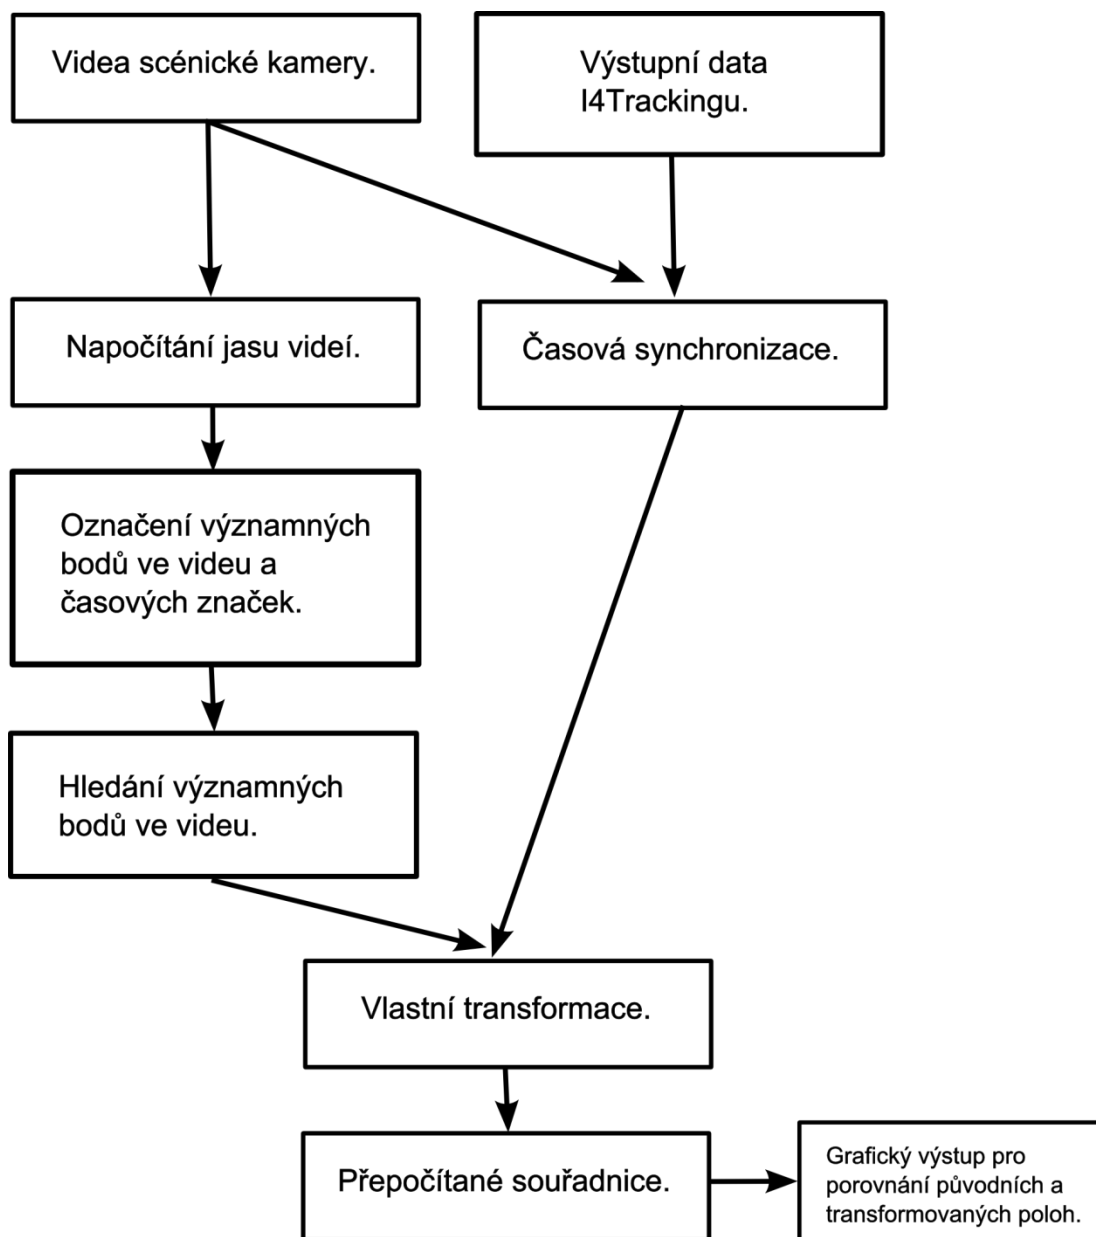 Videa scénické kamery.
Výstupní data
I4Trackingu.
Napočítání jasu videí.
Časová synchronizace.
Označení významných
bodů ve videu a
časových značek.
Hledání významných
bodů ve videu.
Vlastní transformace.
Přepočítané souřadnice.
Grafický výstup pro
porovnání původních a
transformovaných poloh.